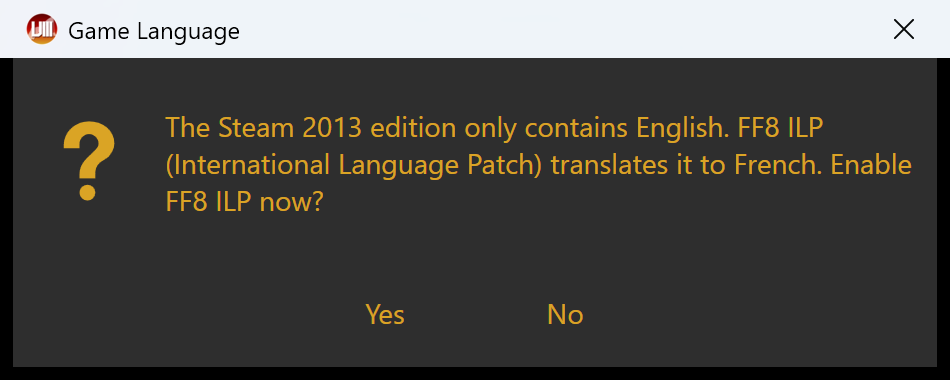 Game Language
The Steam 2013 edition only contains English. FF8 ILP
(International Language Patch) translates it to French. Enable
FF8 ILP now?
Yes No